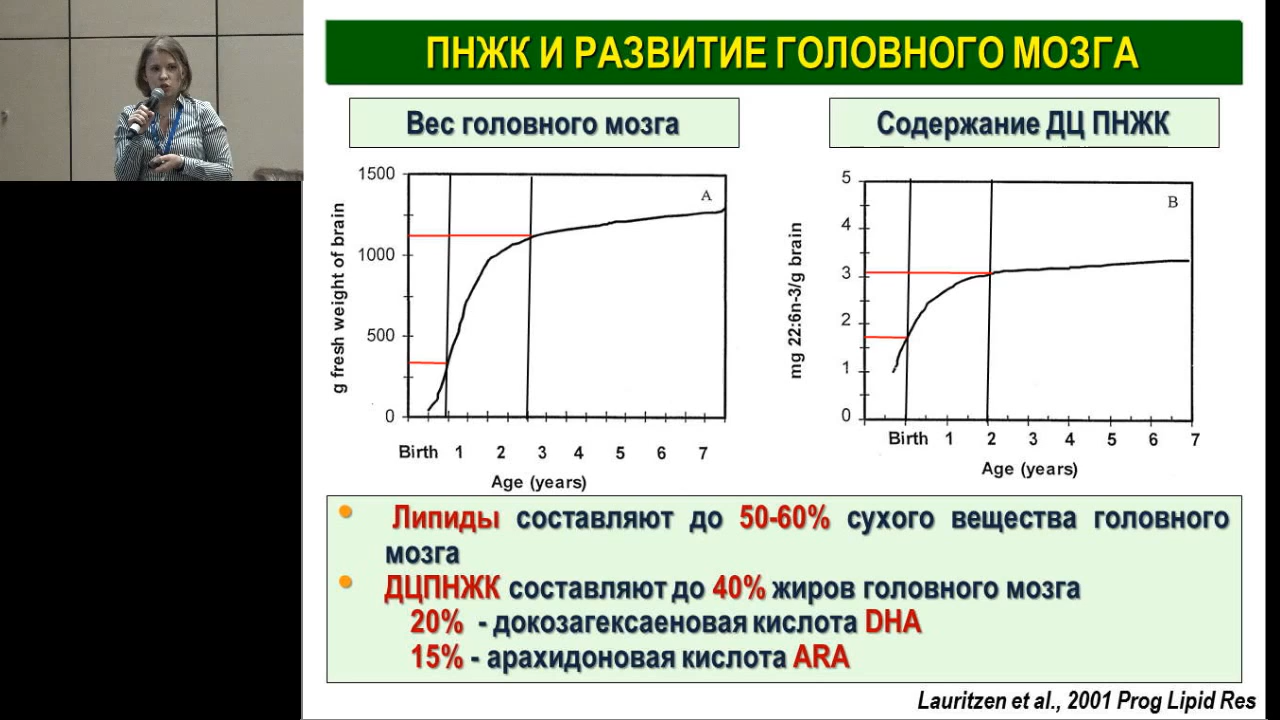 ПНЖК И РАЗВИТИЕ ГОЛОВНОГО МОЗГА
Вес головного мозга
Содержание ДЦ ПНЖК
1500
1000
500
0
g fresh weight of brain
A
Birth 1 2 3 4 5 6 7
Age (years)
5
4
3
2
1
0
mg 22:6n-3/g brain
B
Birth 1 2 3 4 5 6 7
Age (years)
• Липиды составляют до 50-60% сухого вещества головного
мозга
• ДЦПНЖК составляют до 40% жиров головного мозга
20% - докозагексаеновая кислота DHA
15% - арахидоновая кислота ARA
Lauritzen et al., 2001 Prog Lipid Res